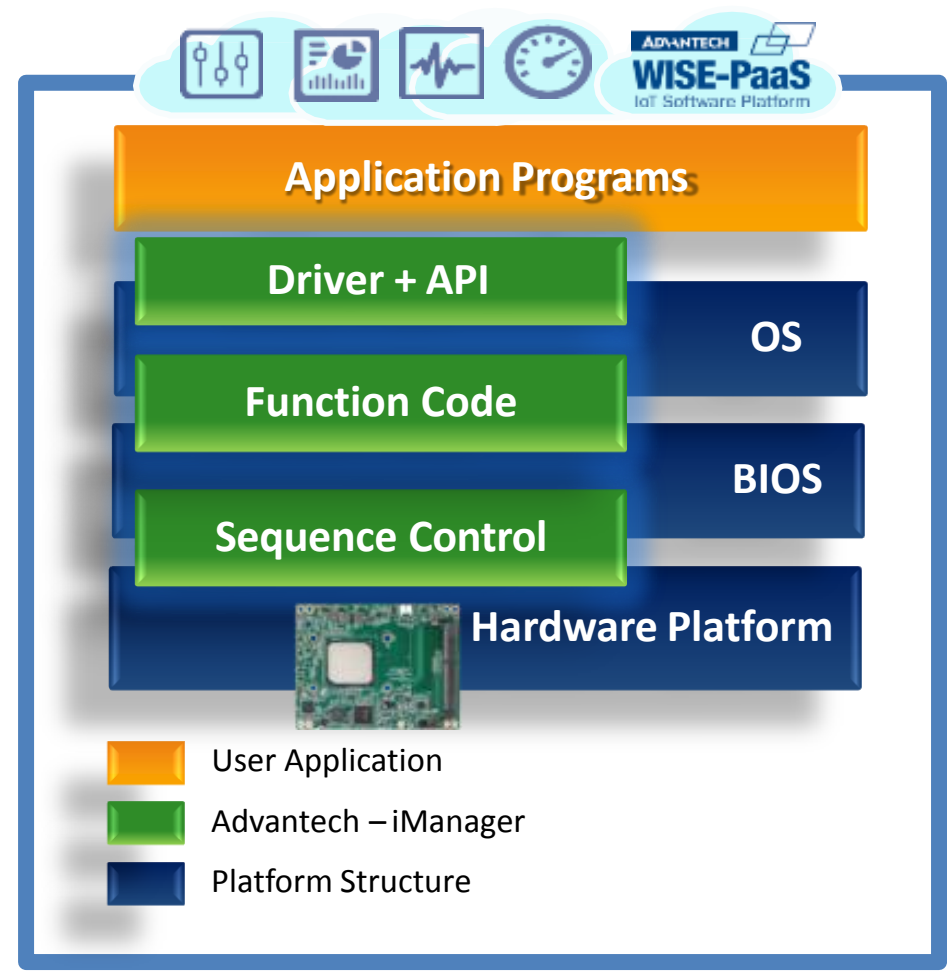 ADVANTECH
WISE-PaaS
IoT Software Platform
Application Programs
Driver + API
OS
Function Code
BIOS
Sequence Control
Hardware Platform
User Application
Advantech – iManager
Platform Structure